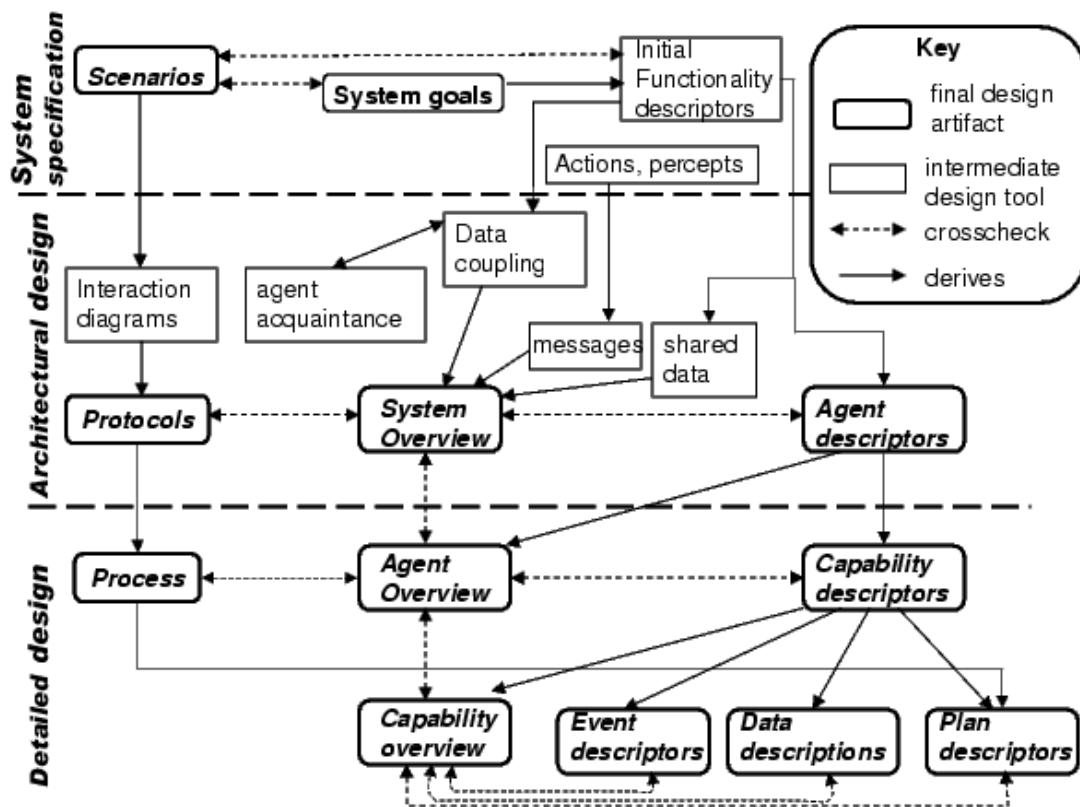 System
specification
Scenarios
System goals
Initial
Functionality
descriptors
Actions, percepts
Key
final design
artifact
intermediate
design tool
crosscheck
derives
Architectural design
Interaction
diagrams
agent
acquaintance
Data
coupling
messages
shared
data
Protocols
System
Overview
Agent
descriptors
Detailed design
Process
Agent
Overview
Capability
descriptors
Capability
overview
Event
descriptors
Data
descriptions
Plan
descriptors